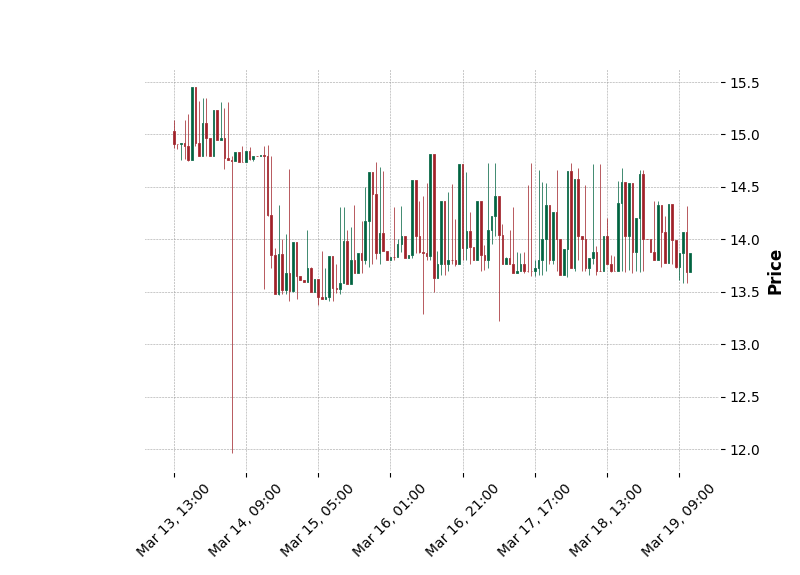 15.5
15.0
14.5
14.0
13.5
13.0
12.5
12.0
Price
Mar 13, 13:00
Mar 14, 09:00
Mar 15, 05:00
Mar 16, 01:00
Mar 16, 21:00
Mar 17, 17:00
Mar 18, 13:00
Mar 19, 09:00